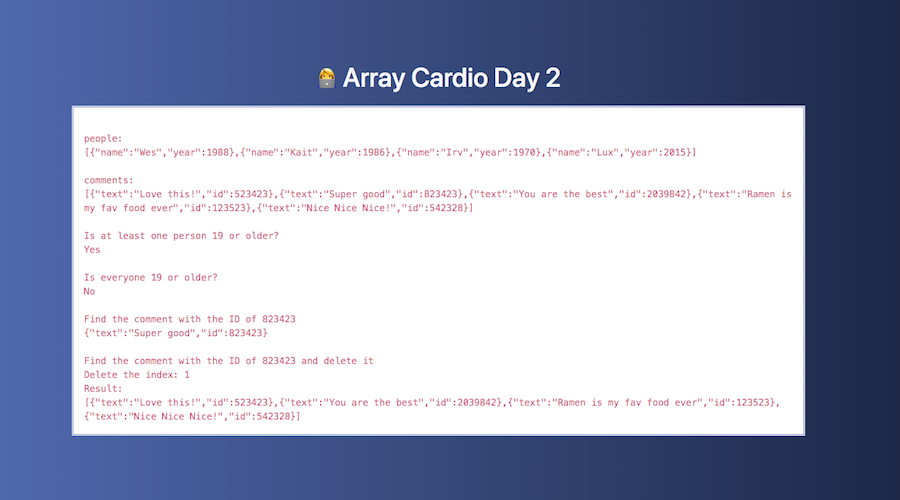 Array Cardio Day 2
people:
[{"name":"Wes","year":1988},{"name":"Kait","year":1986},{"name":"Irv","year":1970},{"name":"Lux","year":2015}]
comments:
[{"text":"Love this!","id":523423},{"text":"Super good","id":823423},{"text":"You are the best","id":2039842},{"text":"Ramen is
my fav food ever","id":123523},{"text":"Nice Nice Nice!","id":542328}]
Is at least one person 19 or older?
Yes
Is everyone 19 or older?
No
Find the comment with the ID of 823423
{"text":"Super good","id":823423}
Find the comment with the ID of 823423 and delete it
Delete the index: 1
Result:
[{"text":"Love this!","id":523423},{"text":"You are the best","id":2039842},{"text":"Ramen is my fav food ever","id":123523},
{"text":"Nice Nice Nice!","id":542328}]